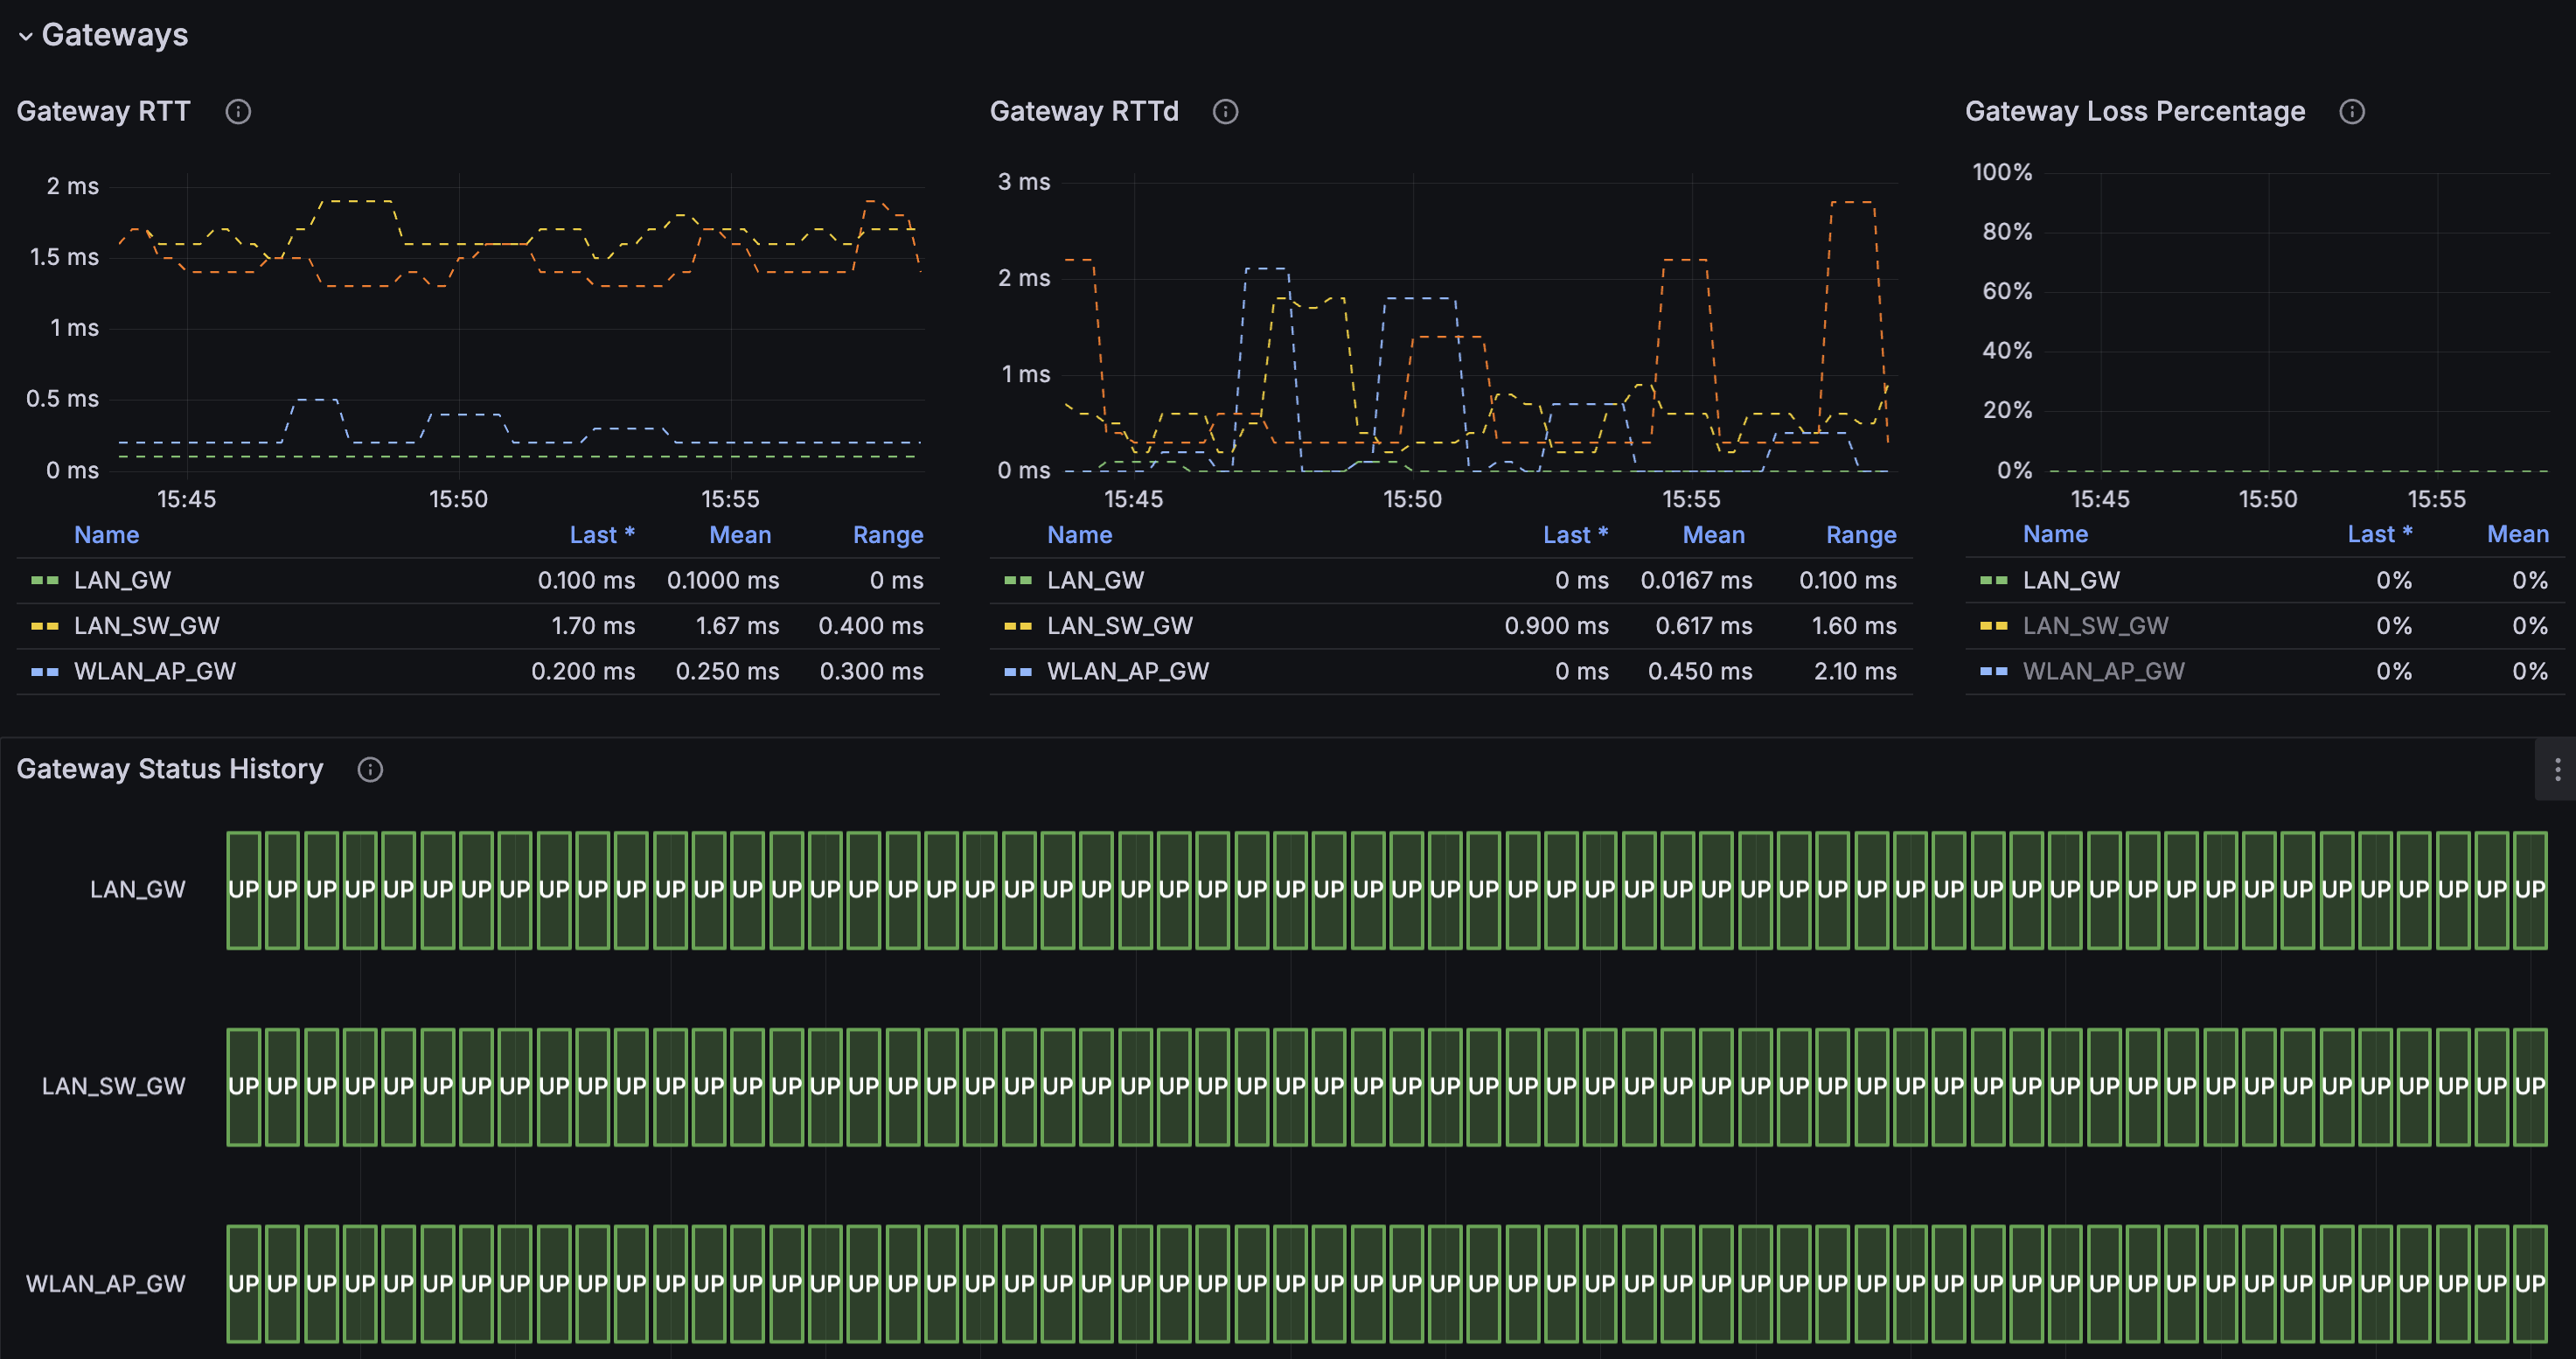 Gateways
Gateway RTT
2 ms
1.5 ms
1 ms
0.5 ms
0 ms
15:45 15:50 15:55
Name Last * Mean Range
LAN_GW 0.100 ms 0.1000 ms 0 ms
LAN_SW_GW 1.70 ms 1.67 ms 0.400 ms
WLAN_AP_GW 0.200 ms 0.250 ms 0.300 ms
Gateway RTTd
3 ms
2 ms
1 ms
0 ms
15:45 15:50 15:55
Name Last * Mean Range
LAN_GW 0 ms 0.0167 ms 0.100 ms
LAN_SW_GW 0.900 ms 0.617 ms 1.60 ms
WLAN_AP_GW 0 ms 0.450 ms 2.10 ms
Gateway Loss Percentage
100%
80%
60%
40%
20%
0%
15:45 15:50 15:55
Name Last * Mean
LAN_GW 0% 0%
LAN_SW_GW 0% 0%
WLAN_AP_GW 0% 0%
Gateway Status History
LAN_GW UP UP UP UP UP UP UP UP UP UP UP UP UP UP UP UP UP UP UP UP UP UP UP UP UP UP UP UP UP UP UP UP UP UP UP UP UP UP UP UP UP UP UP UP UP UP UP UP UP UP UP UP UP UP UP UP UP UP UP UP
LAN_SW_GW UP UP UP UP UP UP UP UP UP UP UP UP UP UP UP UP UP UP UP UP UP UP UP UP UP UP UP UP UP UP UP UP UP UP UP UP UP UP UP UP UP UP UP UP UP UP UP UP UP UP UP UP UP UP UP UP UP UP UP UP
WLAN_AP_GW UP UP UP UP UP UP UP UP UP UP UP UP UP UP UP UP UP UP UP UP UP UP UP UP UP UP UP UP UP UP UP UP UP UP UP UP UP UP UP UP UP UP UP UP UP UP UP UP UP UP UP UP UP UP UP UP UP UP UP UP